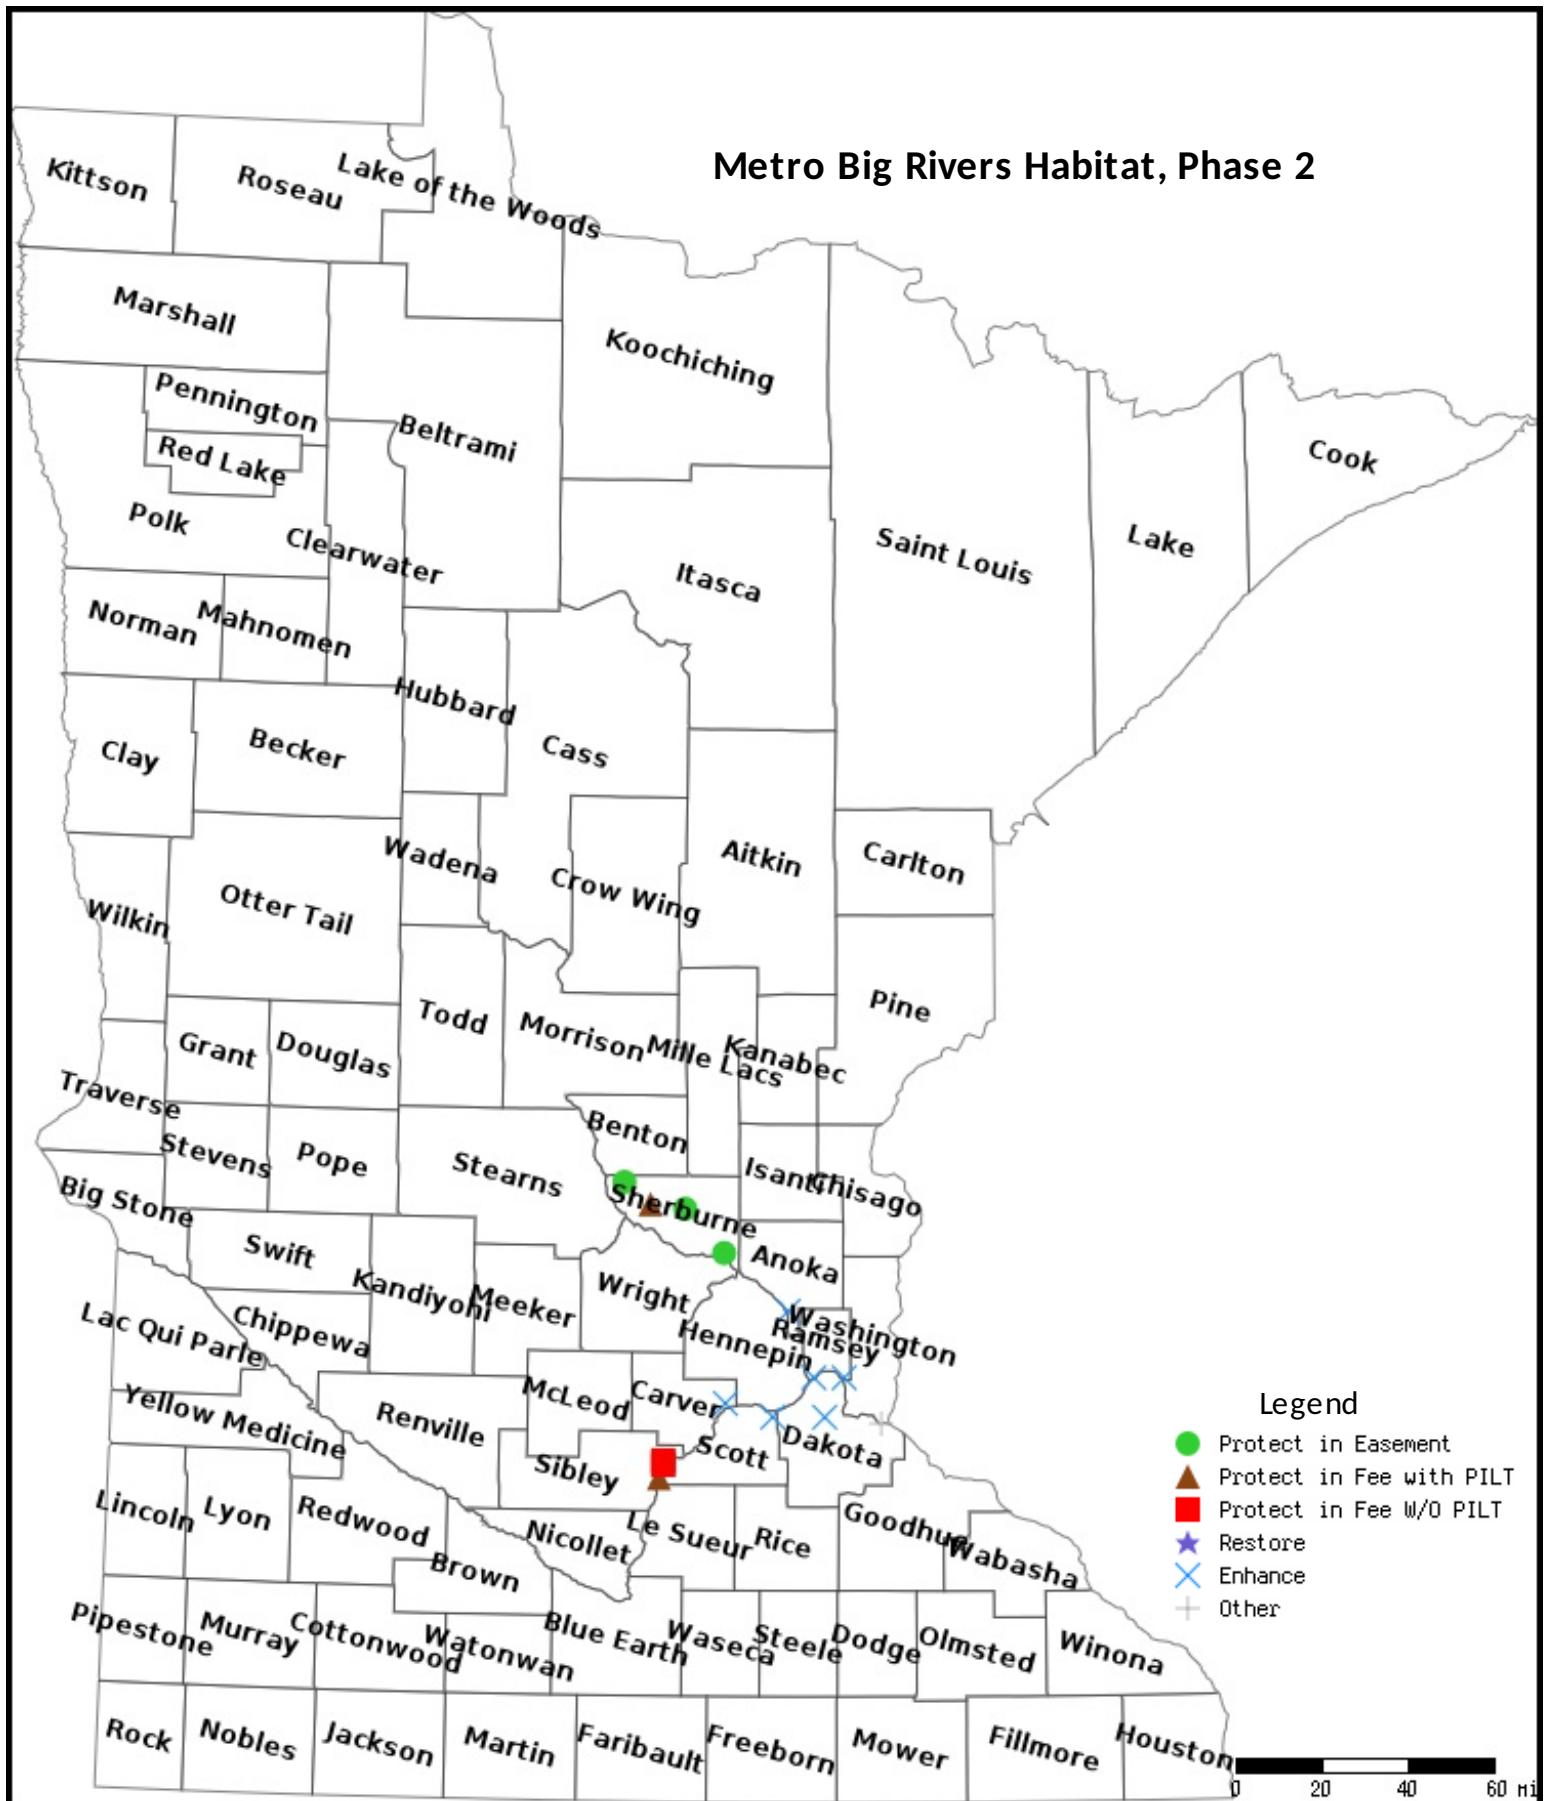 Metro Big Rivers Habitat, Phase 2
Kittson
Roseau
Lake of the Woods
Marshall
Koochiching
Pennington
Beltrami
Red Lake
Cook
Polk
Clearwater
Saint Louis
Lake
Itasca
Norman
Mahnomen
Hubbard
Clay
Becker
Cass
Wadena
Aitkin
Carlton
Otter Tail
Crow Wing
Wilkin
Todd
Pine
Grant
Douglas
Morrison
Mille Lacs
Kanabec
Traverse
Benton
Stevens
Pope
Stearns
Isanti
Chisago
Big Stone
Sherburne
Swift
Anoka
Kandiyohi
Meeker
Wright
Lac Qui Parle
Chippewa
Hennepin
Washington
Ramsey
Yellow Medicine
Renville
McLeod
Carver
Legend
Scott
Dakota
Protect in Easement
Sibley
Protect in Fee with PILT
Lincoln
Lyon
Redwood
Protect in Fee W/O PILT
Nicollet
Le Sueur
Rice
Goodhue
Restore
Wabasha
Brown
Enhance
Other
Pipestone
Murray
Cottonwood
Watonwan
Blue Earth
Waseca
Steele
Dodge
Olmsted
Winona
Rock
Nobles
Jackson
Martin
Faribault
Freeborn
Mower
Fillmore
Houston
0 20 40 60 mi